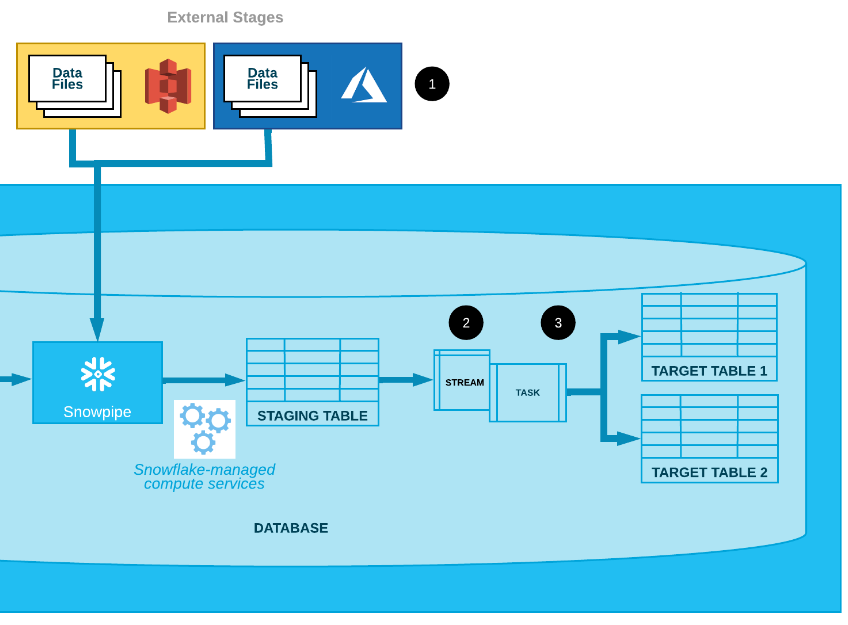 External Stages
Data
Files
Data
Files
1
2
3
STREAM
TASK
TARGET TABLE 1
Snowpipe
STAGING TABLE
TARGET TABLE 2
Snowflake-managed
compute services
DATABASE